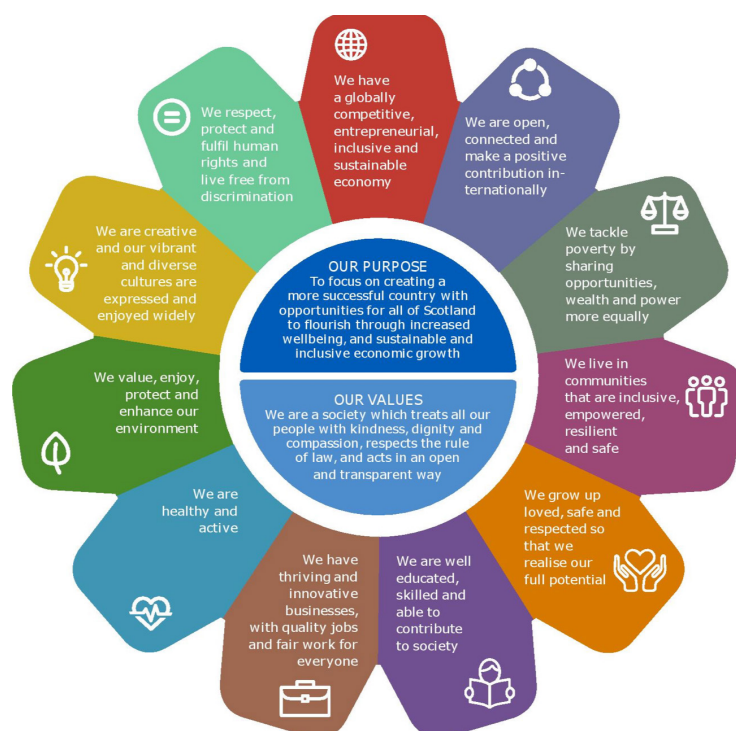 We have
a globally
competitive,
entrepreneurial,
inclusive and
sustainable
economy
We are open,
connected and
make a positive
contribution in-
ternationally
We tackle
poverty by
sharing
opportunities,
wealth and power
more equally
We live in
communities
that are inclusive,
empowered,
resilient
and safe
We grow up
loved, safe and
respected so
that we
realise our
full potential
We are well
educated,
skilled and
able to
contribute
to society
We have
thriving and
innovative
businesses,
with quality jobs
and fair work for
everyone
We are
healthy and
active
We value, enjoy,
protect and
enhance our
environment
We are creative
and our vibrant
and diverse
cultures are
expressed and
enjoyed widely
We respect,
protect and
fulfil human
rights and
live free from
discrimination
OUR PURPOSE
To focus on creating a
more successful country with
opportunities for all of Scotland
to flourish through increased
wellbeing, and sustainable and
inclusive economic growth
OUR VALUES
We are a society which treats all our
people with kindness, dignity and
compassion, respects the rule
of law, and acts in an open
and transparent way